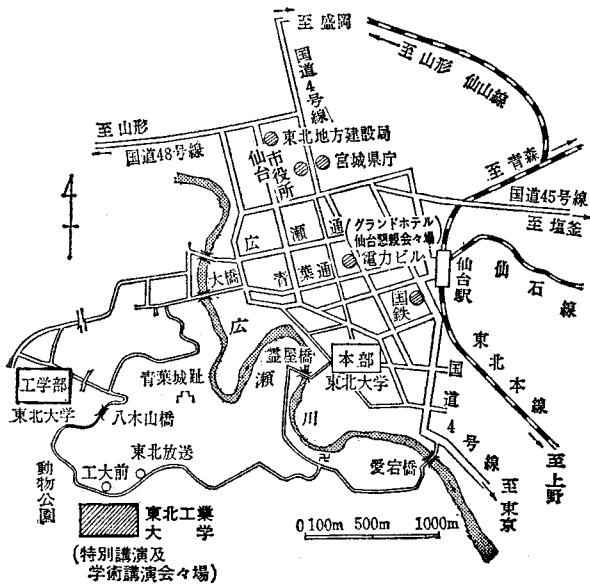 至 盛岡
国道4号線
至 山形 仙山線
至 山形
国道48号線
東北地方建設局
仙台市役所
宮城県庁
至 青森
国道45号線
至 塩釜
広瀬通
(グランドホテル
仙台懇親会々場)
電力ビル
青葉通
大橋
仙台駅
仙石線
国鉄
広瀬川
霊屋橋
本部
東北大学
国道4号線
東北本線
工学部
東北大学
青葉城趾
八木山橋
東北放送
工大前
動物公園
卍
愛宕橋
至東京
至上野
東北工業
大学
(特別講演及
学術講演会々場)
0 100m 500m 1000m